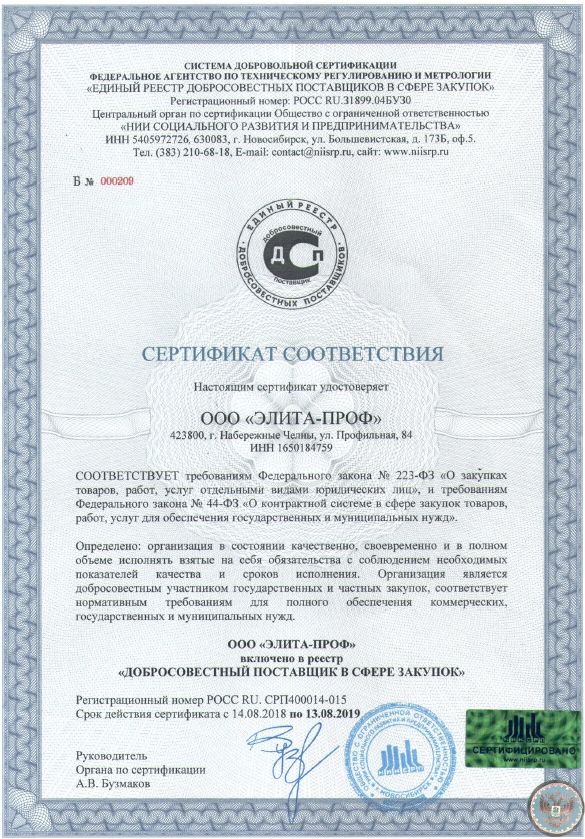 СИСТЕМА ДОБРОВОЛЬНОЙ СЕРТИФИКАЦИИ
ФЕДЕРАЛЬНОЕ АГЕНТСТВО ПО ТЕХНИЧЕСКОМУ РЕГУЛИРОВАНИЮ И МЕТРОЛОГИИ
«ЕДИНЫЙ РЕЕСТР ДОБРОСОВЕСТНЫХ ПОСТАВЩИКОВ В СФЕРЕ ЗАКУПОК»
Регистрационный номер: РОСС RU.31899.04БУЗ0
Центральный орган по сертификации Общество с ограниченной ответственностью
«НИИ СОЦИАЛЬНОГО РАЗВИТИЯ И ПРЕДПРИНИМАТЕЛЬСТВА»
ИНН 5405972726, 630083, г. Новосибирск, ул. Большевистская, д. 173Б, оф.5.
Тел. (383) 210-68-18, E-mail: contact@niisrp.ru, сайт: www.niisrp.ru
Б № 000209
ЕДИНЫЙ РЕЕСТР
добросовестный
ДСП
поставщик
ДОБРОСОВЕСТНЫХ ПОСТАВЩИКОВ
СЕРТИФИКАТ СООТВЕТСТВИЯ
Настоящим сертификат удостоверяет
ООО «ЭЛИТА-ПРОФ»
423800, г. Набережные Челны, ул. Профильная, 84
ИНН 1650184759
СООТВЕТСТВУЕТ требованиям Федерального закона № 223-ФЗ «О закупках
товаров, работ, услуг отдельными видами юридических лиц», и требованиям
Федерального закона № 44-ФЗ «О контрактной системе в сфере закупок товаров,
работ, услуг для обеспечения государственных и муниципальных нужд».
Определено: организация в состоянии качественно, своевременно и в полном
объеме исполнять взятые на себя обязательства с соблюдением необходимых
показателей качества и сроков исполнения. Организация является
добросовестным участником государственных и частных закупок, соответствует
нормативным требованиям для полного обеспечения коммерческих,
государственных и муниципальных нужд.
ООО «ЭЛИТА-ПРОФ»
включено в реестр
«ДОБРОСОВЕСТНЫЙ ПОСТАВЩИК В СФЕРЕ ЗАКУПОК»
Регистрационный номер РОСС RU. СРП400014-015
Срок действия сертификата с 14.08.2018 по 13.08.2019
Руководитель
Органа по сертификации
А.В. Бузмаков
ОБЩЕСТВО С ОГРАНИЧЕННОЙ ОТВЕТСТВЕННОСТЬЮ
НОВОСИБИРСК
СЕРТИФИЦИРОВАНО
www.niisrp.ru